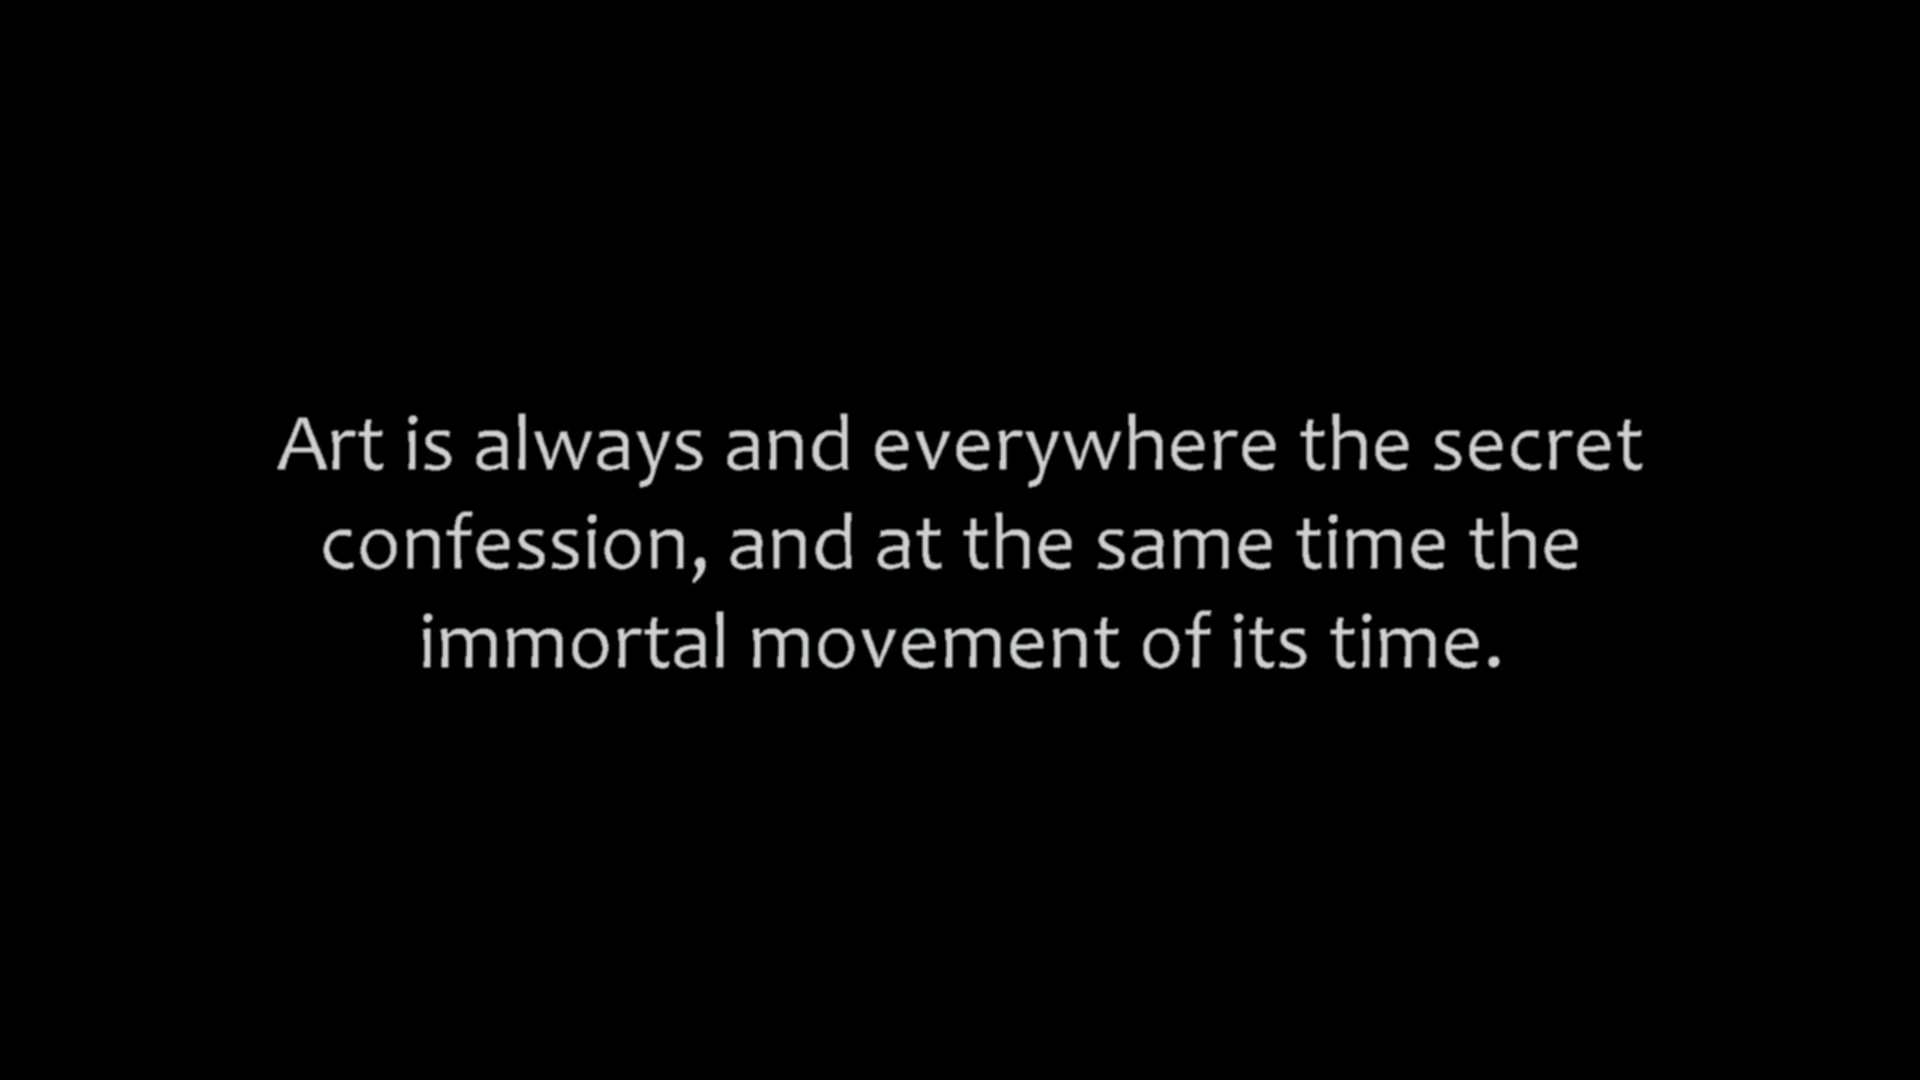 Art is always and everywhere the secret
confession, and at the same time the
immortal movement of its time.